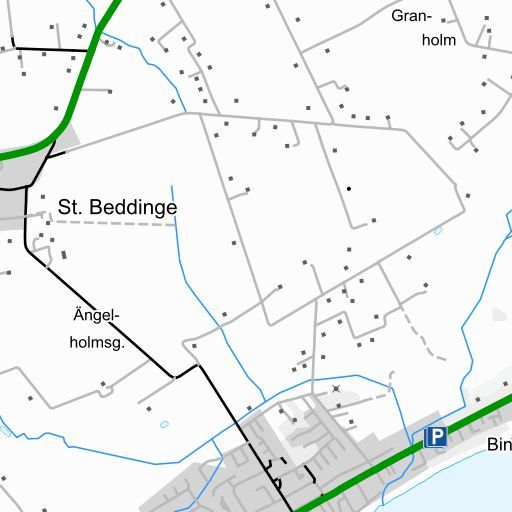 Gran-
holm
St. Beddinge
Ängel-
holmsg.
P
Bin